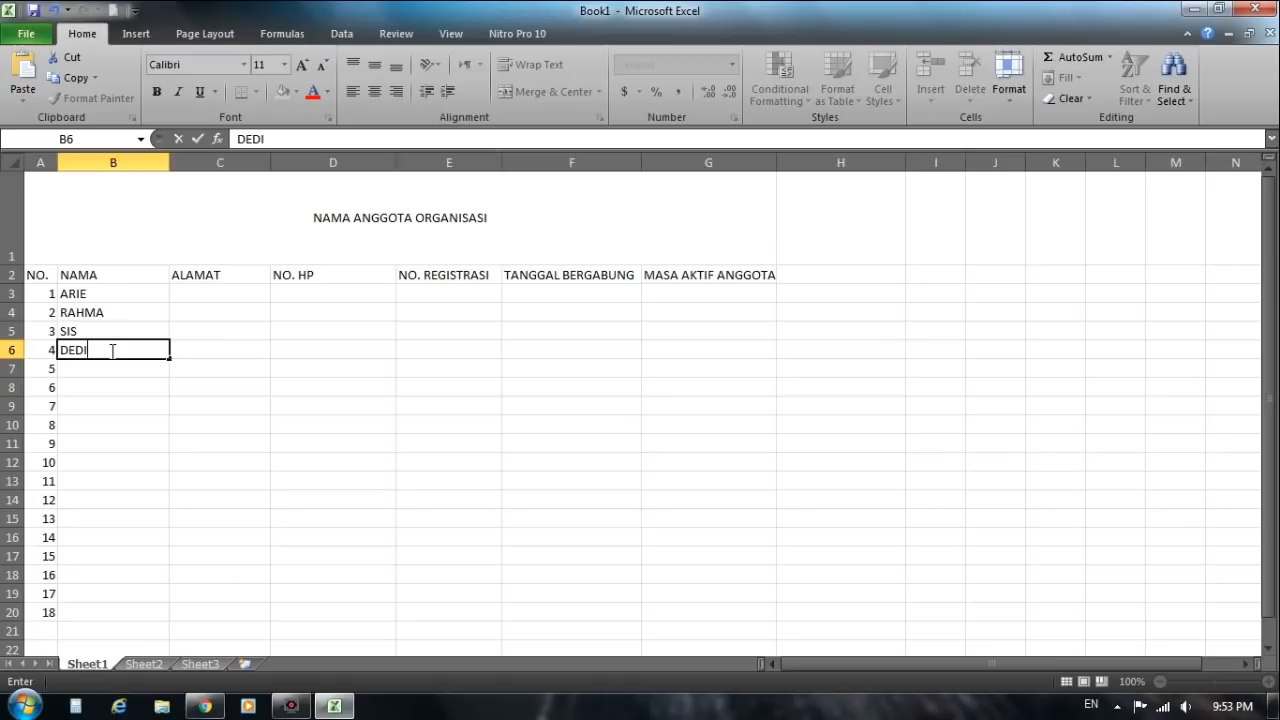 Book1 - Microsoft Excel
File Home Insert Page Layout Formulas Data Review View Nitro Pro 10
Paste
Cut
Copy
Format Painter
Clipboard
Calibri 11
B I U
Font
Wrap Text
Merge & Center
Alignment
General
$ % ,
Number
Conditional Formatting
Format as Table
Cell Styles
Styles
Insert
Delete
Format
Cells
Σ AutoSum
Fill
Clear
Sort & Filter
Find & Select
Editing
B6 fx DEDI
A B C D E F G H I J K L M N
1 NAMA ANGGOTA ORGANISASI
2 NO. NAMA ALAMAT NO. HP NO. REGISTRASI TANGGAL BERGABUNG MASA AKTIF ANGGOTA
3 1 ARIE
4 2 RAHMA
5 3 SIS
6 4 DEDI
7 5
8 6
9 7
10 8
11 9
12 10
13 11
14 12
15 13
16 14
17 15
18 16
19 17
20 18
21
22
Sheet1 Sheet2 Sheet3
Enter 100%
EN 9:53 PM